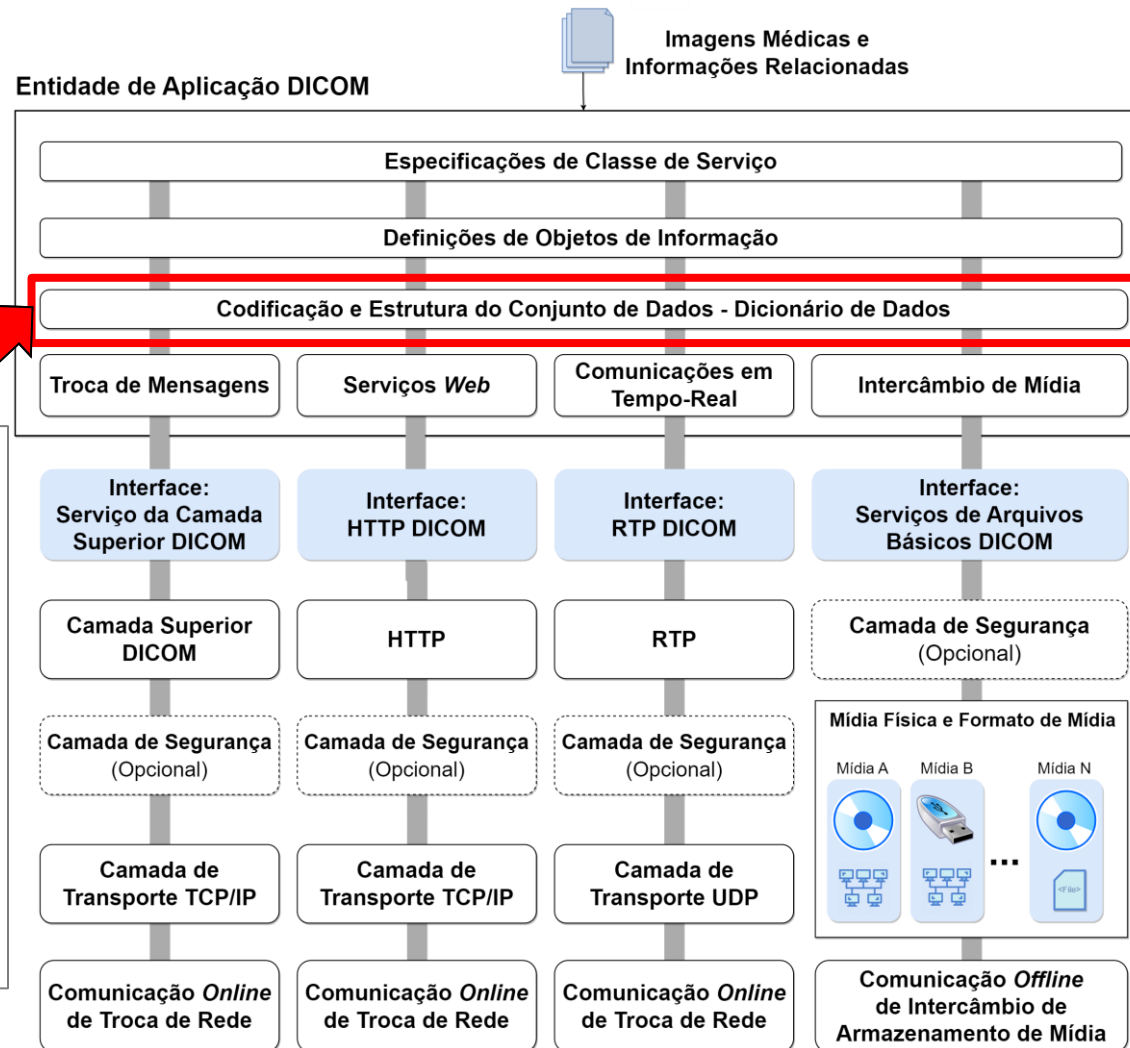 Imagens Médicas e
Informações Relacionadas
Entidade de Aplicação DICOM
Especificações de Classe de Serviço
Definições de Objetos de Informação
Codificação e Estrutura do Conjunto de Dados - Dicionário de Dados
Troca de Mensagens
Serviços Web
Comunicações em
Tempo-Real
Intercâmbio de Mídia
Interface:
Serviço da Camada
Superior DICOM
Interface:
HTTP DICOM
Interface:
RTP DICOM
Interface:
Serviços de Arquivos
Básicos DICOM
Camada Superior
DICOM
HTTP
RTP
Camada de Segurança
(Opcional)
Camada de Segurança
(Opcional)
Camada de Segurança
(Opcional)
Camada de Segurança
(Opcional)
Mídia Física e Formato de Mídia
Mídia A
Mídia B
Mídia N
...
<File>
Camada de
Transporte TCP/IP
Camada de
Transporte TCP/IP
Camada de
Transporte UDP
Comunicação Online
de Troca de Rede
Comunicação Online
de Troca de Rede
Comunicação Online
de Troca de Rede
Comunicação Offline
de Intercâmbio de
Armazenamento de Mídia